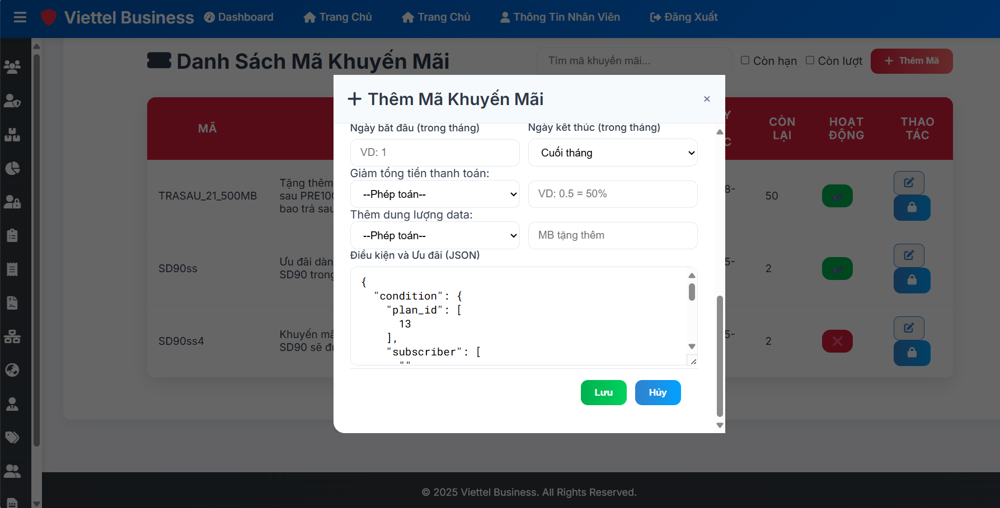 Viettel Business
Dashboard
Trang Chủ
Trang Chủ
Thông Tin Nhân Viên
Đăng Xuất
Danh Sách Mã Khuyến Mãi
Tìm mã khuyến mãi...
Còn hạn
Còn lượt
+ Thêm Mã
Thêm Mã Khuyến Mãi
×
MÃ
Y
C
CÒN
LẠI
HOẠT
ĐỘNG
THAO
TÁC
Ngày bắt đầu (trong tháng)
Ngày kết thúc (trong tháng)
VD: 1
Cuối tháng
Giảm tổng tiền thanh toán:
--Phép toán--
VD: 0.5 = 50%
Thêm dung lượng data:
--Phép toán--
MB tặng thêm
Điều kiện và Ưu đãi (JSON)
{
"condition": {
"plan_id": [
13
],
"subscriber": [
""
Lưu
Hủy
TRASAU_21_500MB
Tặng thêm
sau PRE100
bao trả sau
8-
50
SD90ss
Ưu đãi dàn
SD90 trong
5-
2
SD90ss4
Khuyến mã
SD90 sẽ đư
5-
2
© 2025 Viettel Business. All Rights Reserved.